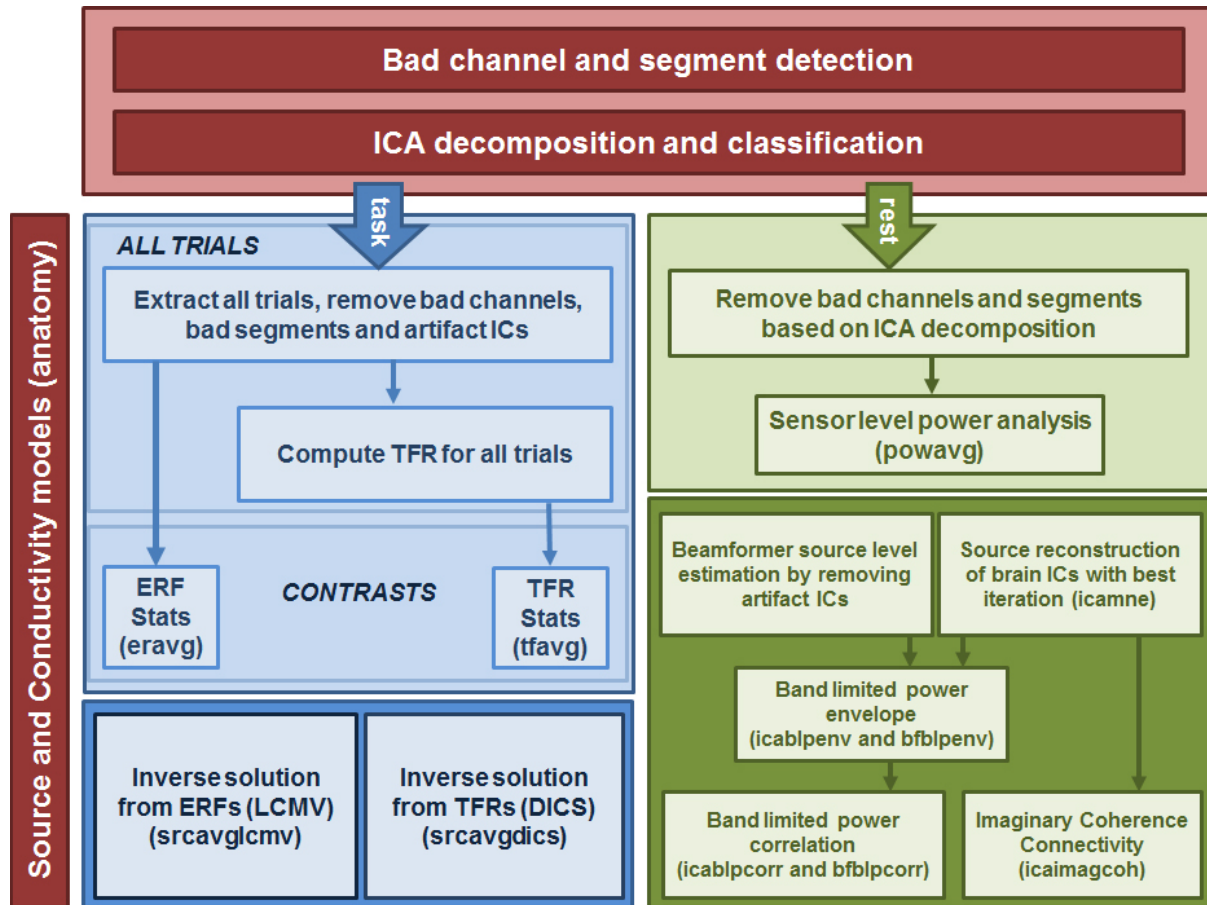 Bad channel and segment detection
ICA decomposition and classification
Source and Conductivity models (anatomy)
task
rest
ALL TRIALS
Extract all trials, remove bad channels,
bad segments and artifact ICs
Compute TFR for all trials
ERF
Stats
(eravg)
CONTRASTS
TFR
Stats
(tfavg)
Inverse solution
from ERFs (LCMV)
(srcavglcmv)
Inverse solution
from TFRs (DICS)
(srcavgdics)
Remove bad channels and segments
based on ICA decomposition
Sensor level power analysis
(powavg)
Beamformer source level
estimation by removing
artifact ICs
Source reconstruction
of brain ICs with best
iteration (icamne)
Band limited power
envelope
(icablpenv and bfblpenv)
Band limited power
correlation
(icablpcorr and bfblpcorr)
Imaginary Coherence
Connectivity
(icaimagcoh)